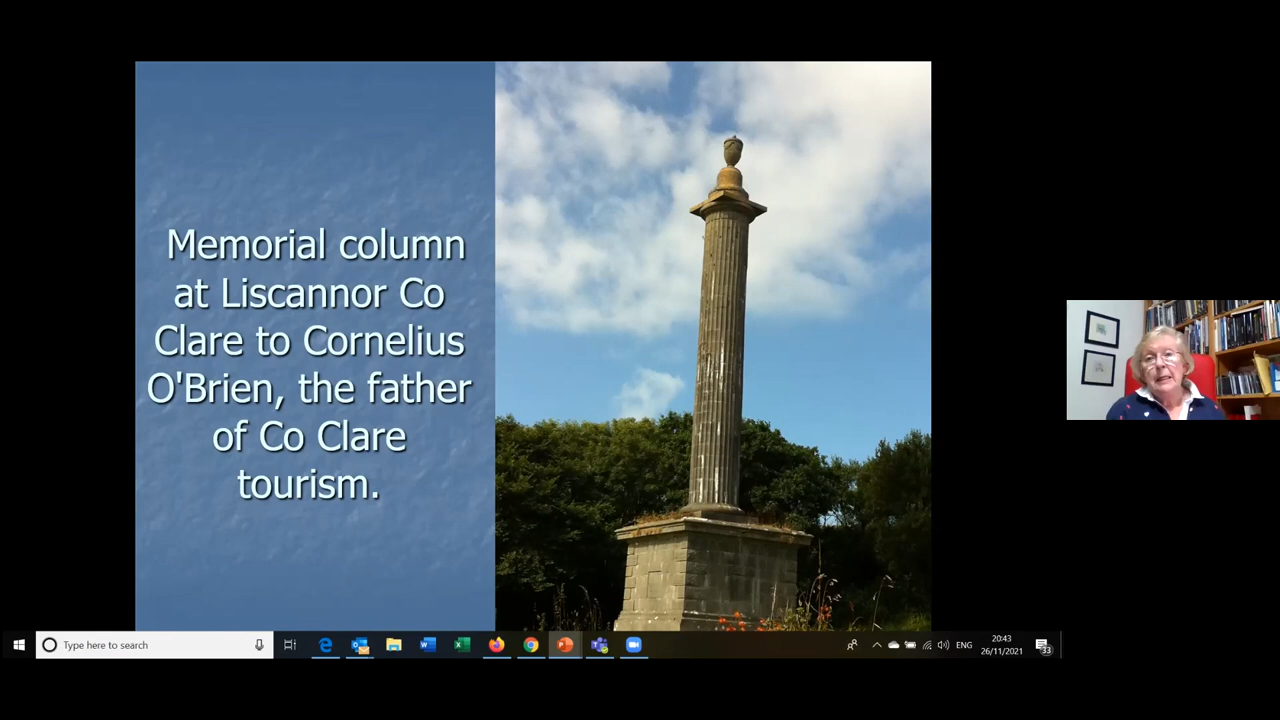 Memorial column
at Liscannor Co
Clare to Cornelius
O'Brien, the father
of Co Clare
tourism.
Type here to search
ENG
20:43
26/11/2021
33